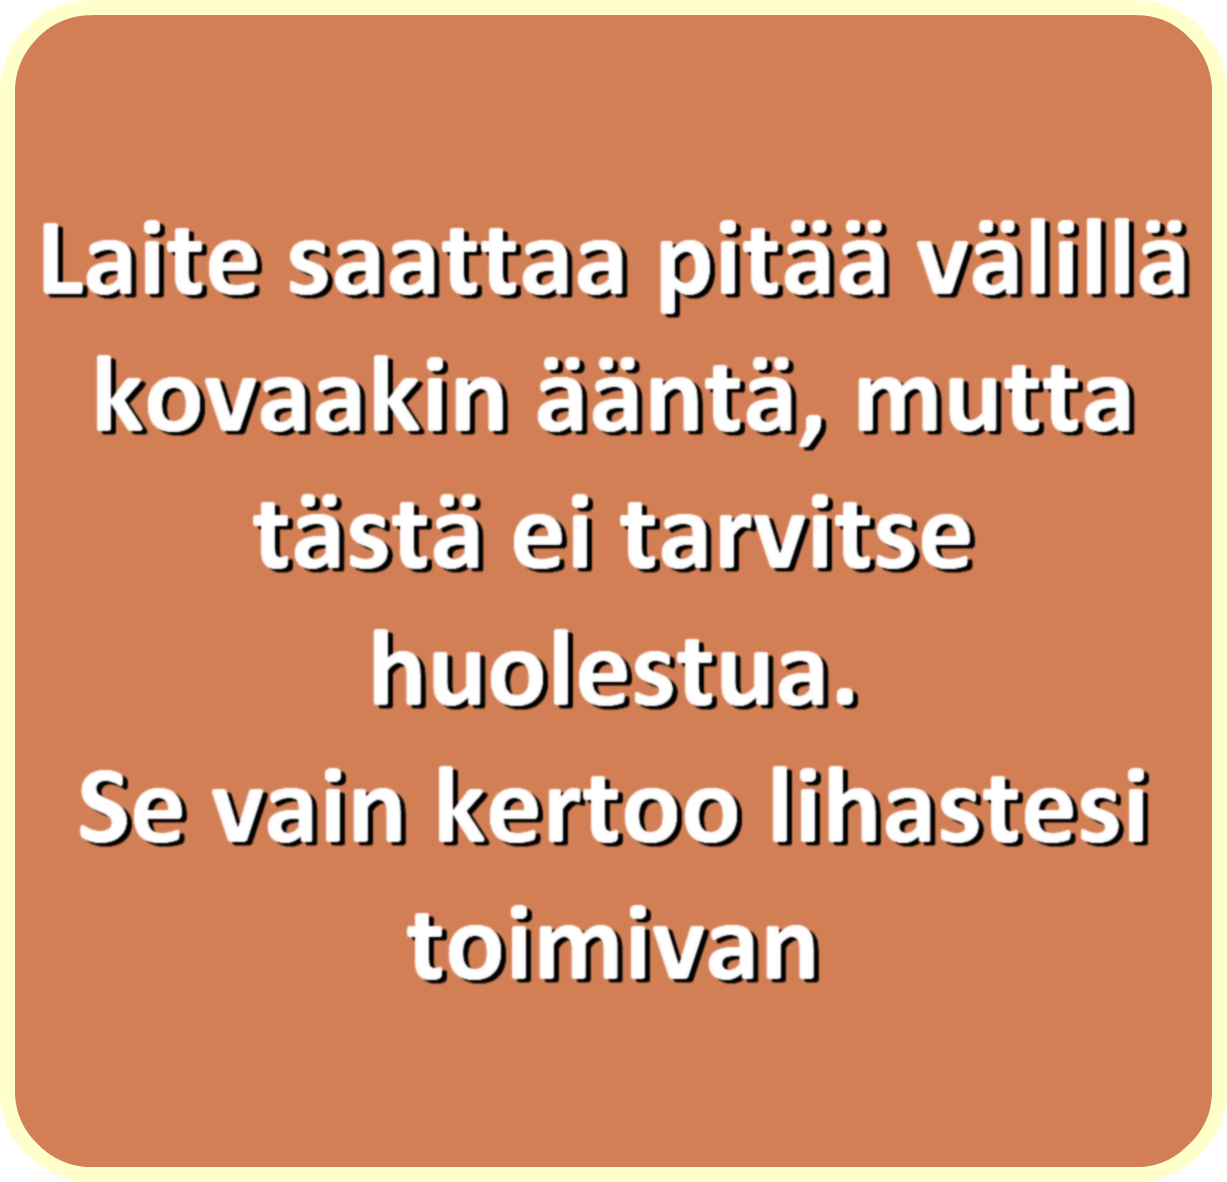 Laite saattaa pitää välillä
kovaakin ääntä, mutta
tästä ei tarvitse
huolestua.
Se vain kertoo lihastesi
toimivan